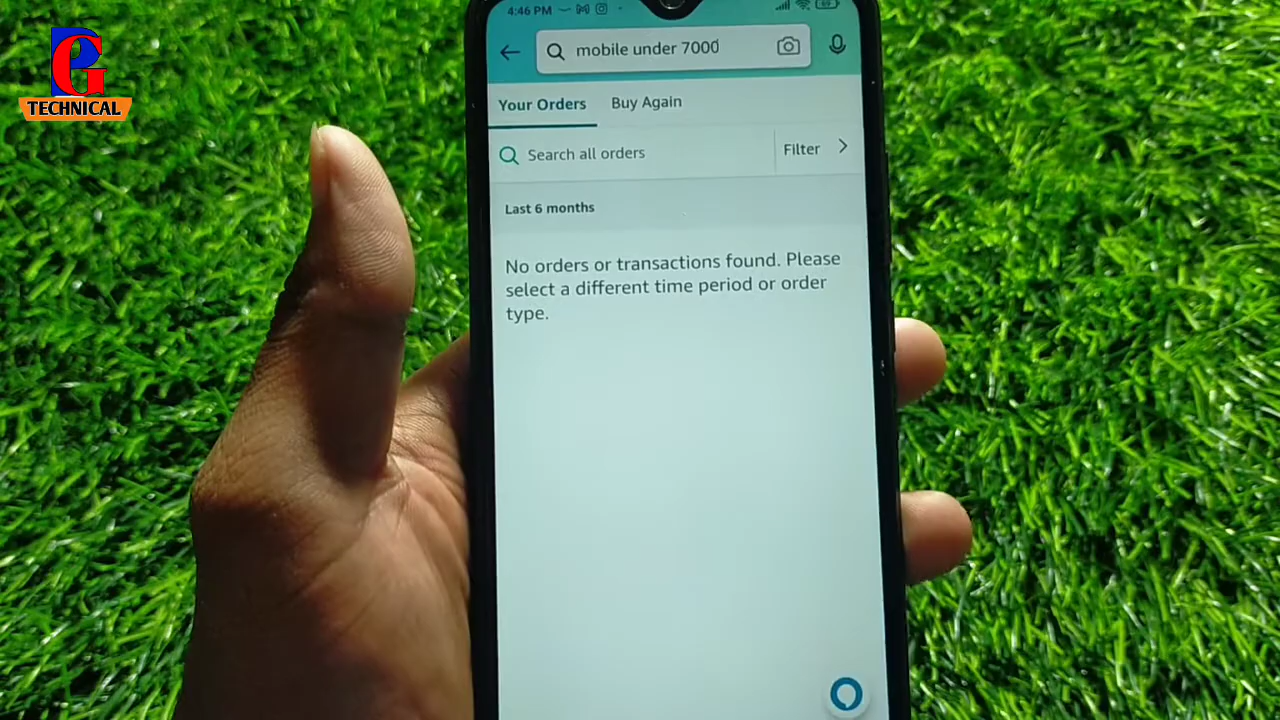 4:46 PM
mobile under 7000
PG
TECHNICAL
Your Orders
Buy Again
Search all orders
Filter
Last 6 months
No orders or transactions found. Please
select a different time period or order
type.